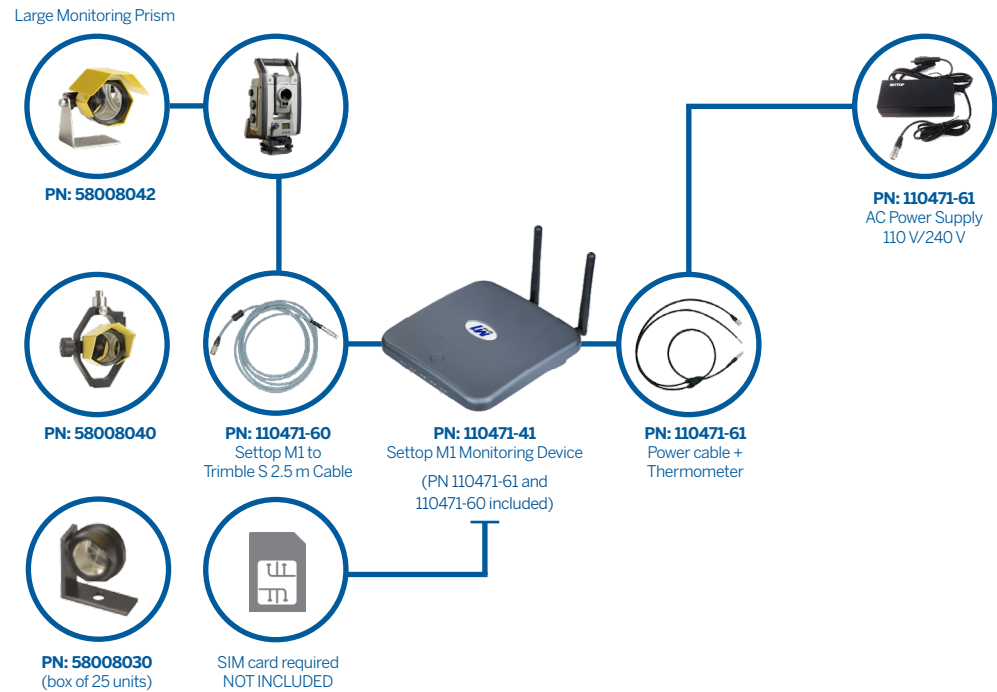 Large Monitoring Prism
PN: 58008042
SETTOP
PN: 110471-61
AC Power Supply
110 V/240 V
M1
PN: 58008040
PN: 110471-60
Settop M1 to
Trimble S 2.5 m Cable
PN: 110471-41
Settop M1 Monitoring Device
(PN 110471-61 and
110471-60 included)
PN: 110471-61
Power cable +
Thermometer
PN: 58008030
(box of 25 units)
SIM card required
NOT INCLUDED